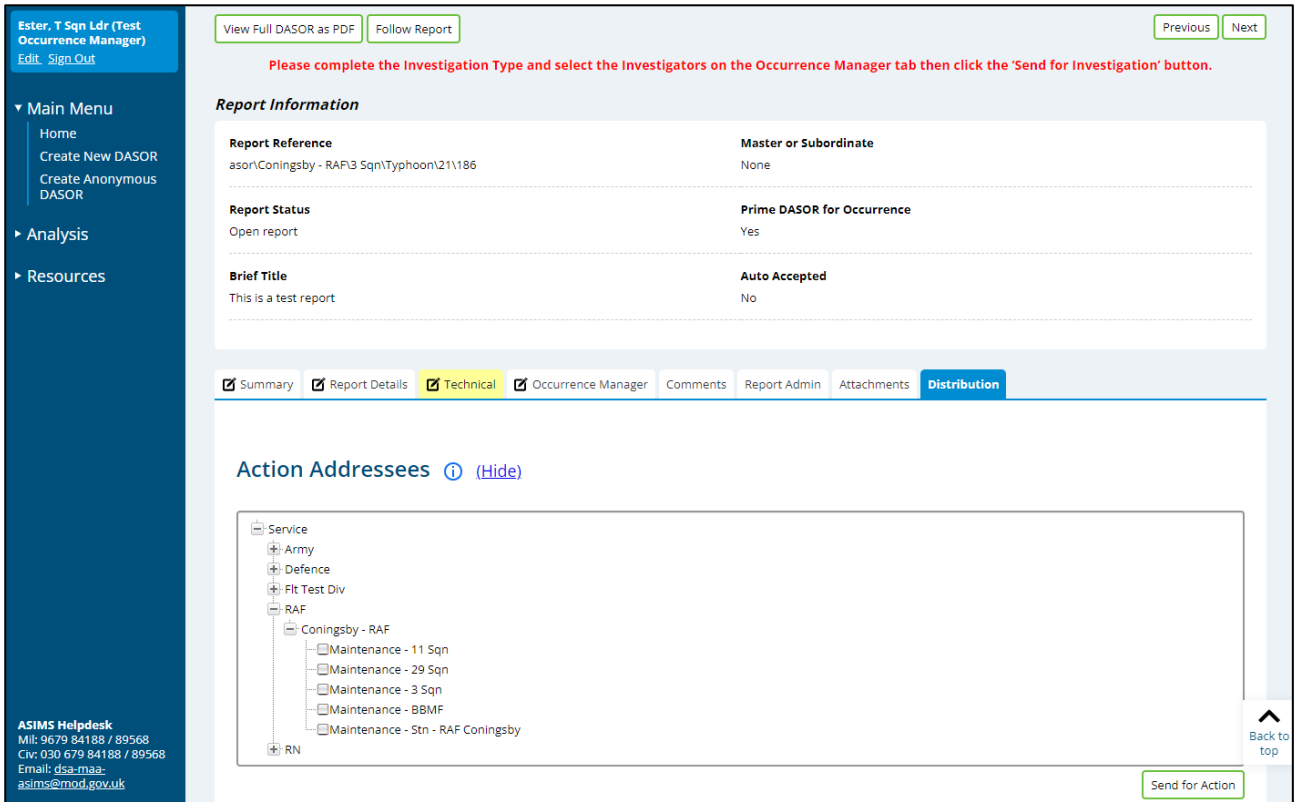 Ester, T Sqn Ldr (Test
Occurrence Manager)
Edit Sign Out
Main Menu
Home
Create New DASOR
Create Anonymous
DASOR
Analysis
Resources
ASIMS Helpdesk
Mil: 9679 84188 / 89568
Civ: 030 679 84188 / 89568
Email: dsa-maa-
asims@mod.gov.uk
View Full DASOR as PDF Follow Report Previous Next
Please complete the Investigation Type and select the Investigators on the Occurrence Manager tab then click the 'Send for Investigation' button.
Report Information
Report Reference Master or Subordinate
asor\Coningsby - RAF\3 Sqn\Typhoon\21\186 None
Report Status Prime DASOR for Occurrence
Open report Yes
Brief Title Auto Accepted
This is a test report No
Summary Report Details Technical Occurrence Manager Comments Report Admin Attachments Distribution
Action Addressees (Hide)
Service
Army
Defence
Flt Test Div
RAF
Coningsby - RAF
Maintenance - 11 Sqn
Maintenance - 29 Sqn
Maintenance - 3 Sqn
Maintenance - BBMF
Maintenance - Stn - RAF Coningsby
RN
Back to
top
Send for Action